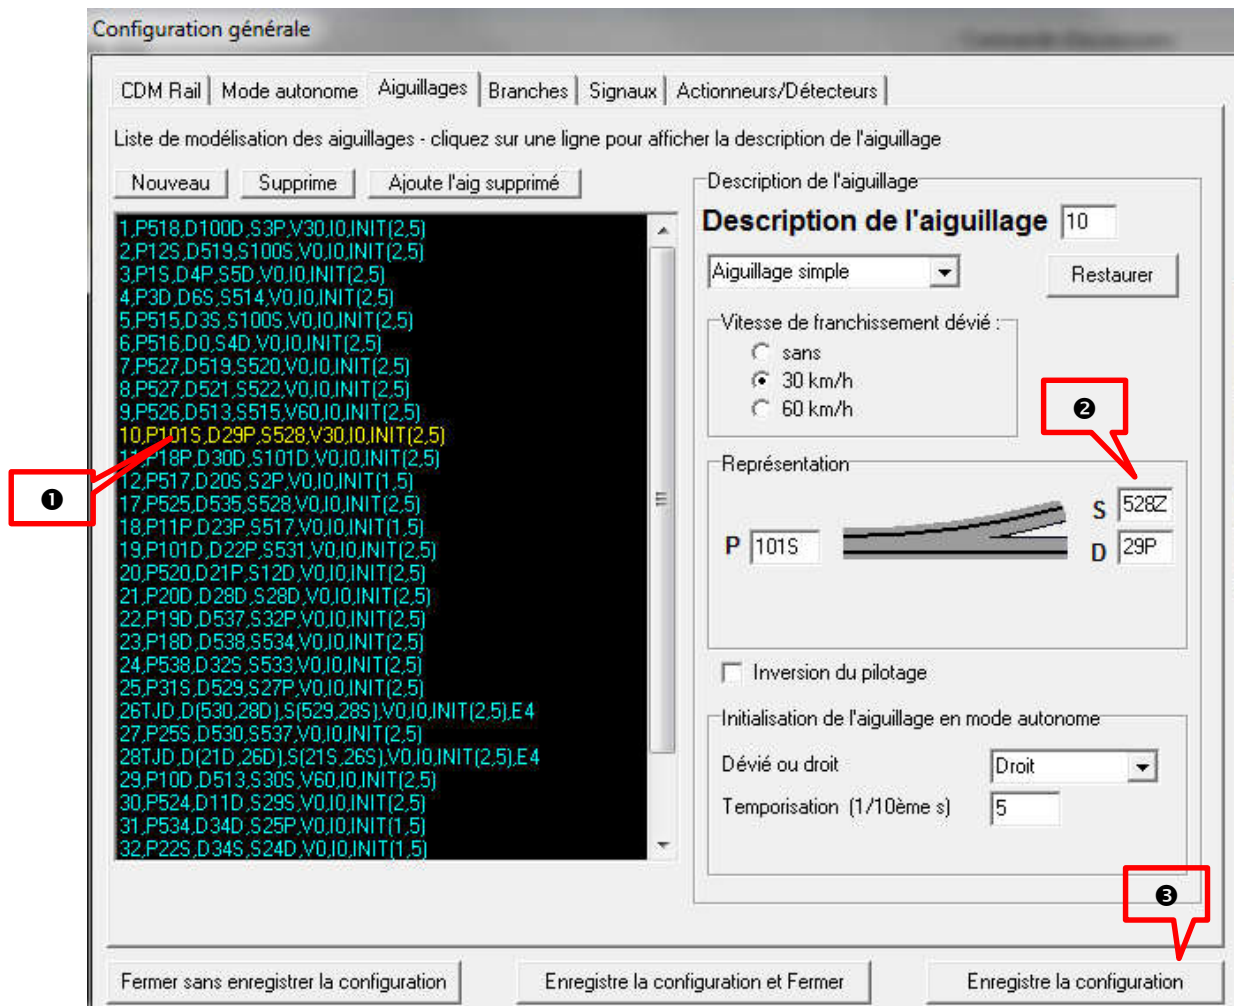 Configuration générale
CDM Rail Mode autonome Aiguillages Branches Signaux Actionneurs/Détecteurs
Liste de modélisation des aiguillages - cliquez sur une ligne pour afficher la description de l'aiguillage
Nouveau Supprime Ajoute l'aig supprimé
1,P518,D100D,S3P,V30,I0,INIT(2,5)
2,P12S,D519,S100S,V0,I0,INIT(2,5)
3,P1S,D4P,S5D,V0,I0,INIT(2,5)
4,P3D,D6S,S514,V0,I0,INIT(2,5)
5,P515,D3S,S100S,V0,I0,INIT(2,5)
6,P516,D0,S4D,V0,I0,INIT(2,5)
7,P527,D519,S520,V0,I0,INIT(2,5)
8,P527,D521,S522,V0,I0,INIT(2,5)
9,P526,D513,S515,V60,I0,INIT(2,5)
10,P101S,D29P,S528,V30,I0,INIT(2,5)
11,P18P,D30D,S101D,V0,I0,INIT(2,5)
12,P517,D20S,S2P,V0,I0,INIT(1,5)
17,P525,D535,S528,V0,I0,INIT(2,5)
18,P11P,D23P,S517,V0,I0,INIT(1,5)
19,P101D,D22P,S531,V0,I0,INIT(2,5)
20,P520,D21P,S12D,V0,I0,INIT(2,5)
21,P20D,D28D,S28D,V0,I0,INIT(2,5)
22,P19D,D537,S32P,V0,I0,INIT(2,5)
23,P18D,D538,S534,V0,I0,INIT(2,5)
24,P538,D32S,S533,V0,I0,INIT(2,5)
25,P31S,D529,S27P,V0,I0,INIT(2,5)
26TJD,D(530,28D),S(529,28S),V0,I0,INIT(2,5),E4
27,P25S,D530,S537,V0,I0,INIT(2,5)
28TJD,D(21D,26D),S(21S,26S),V0,I0,INIT(2,5),E4
29,P10D,D513,S30S,V60,I0,INIT(2,5)
30,P524,D11D,S29S,V0,I0,INIT(2,5)
31,P534,D34D,S25P,V0,I0,INIT(1,5)
32,P22S,D34S,S24D,V0,I0,INIT(1,5)
❶
Description de l'aiguillage
Description de l'aiguillage 10
Aiguillage simple Restaurer
Vitesse de franchissement dévié :
sans
30 km/h
60 km/h
❷
Représentation
S 528Z
P 101S
D 29P
Inversion du pilotage
Initialisation de l'aiguillage en mode autonome
Dévié ou droit Droit
Temporisation (1/10ème s) 5
❸
Fermer sans enregistrer la configuration Enregistre la configuration et Fermer Enregistre la configuration